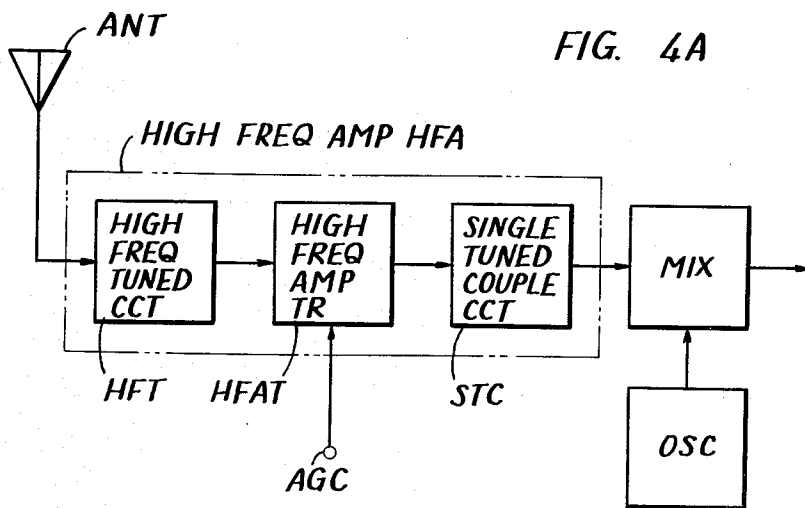 ANT
FIG. 4A
HIGH FREQ AMP HFA
HIGH
FREQ
TUNED
CCT
HIGH
FREQ
AMP
TR
SINGLE
TUNED
COUPLE
CCT
MIX
HFT
HFAT
STC
OSC
AGC